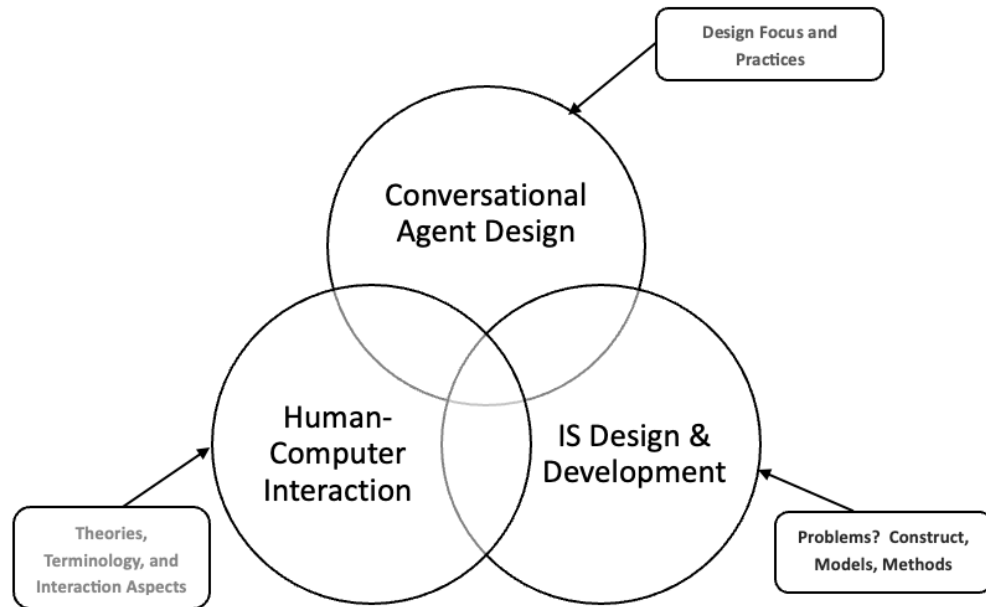 Design Focus and
Practices
Conversational
Agent Design
Human-
Computer
Interaction
IS Design &
Development
Theories,
Terminology, and
Interaction Aspects
Problems? Construct,
Models, Methods